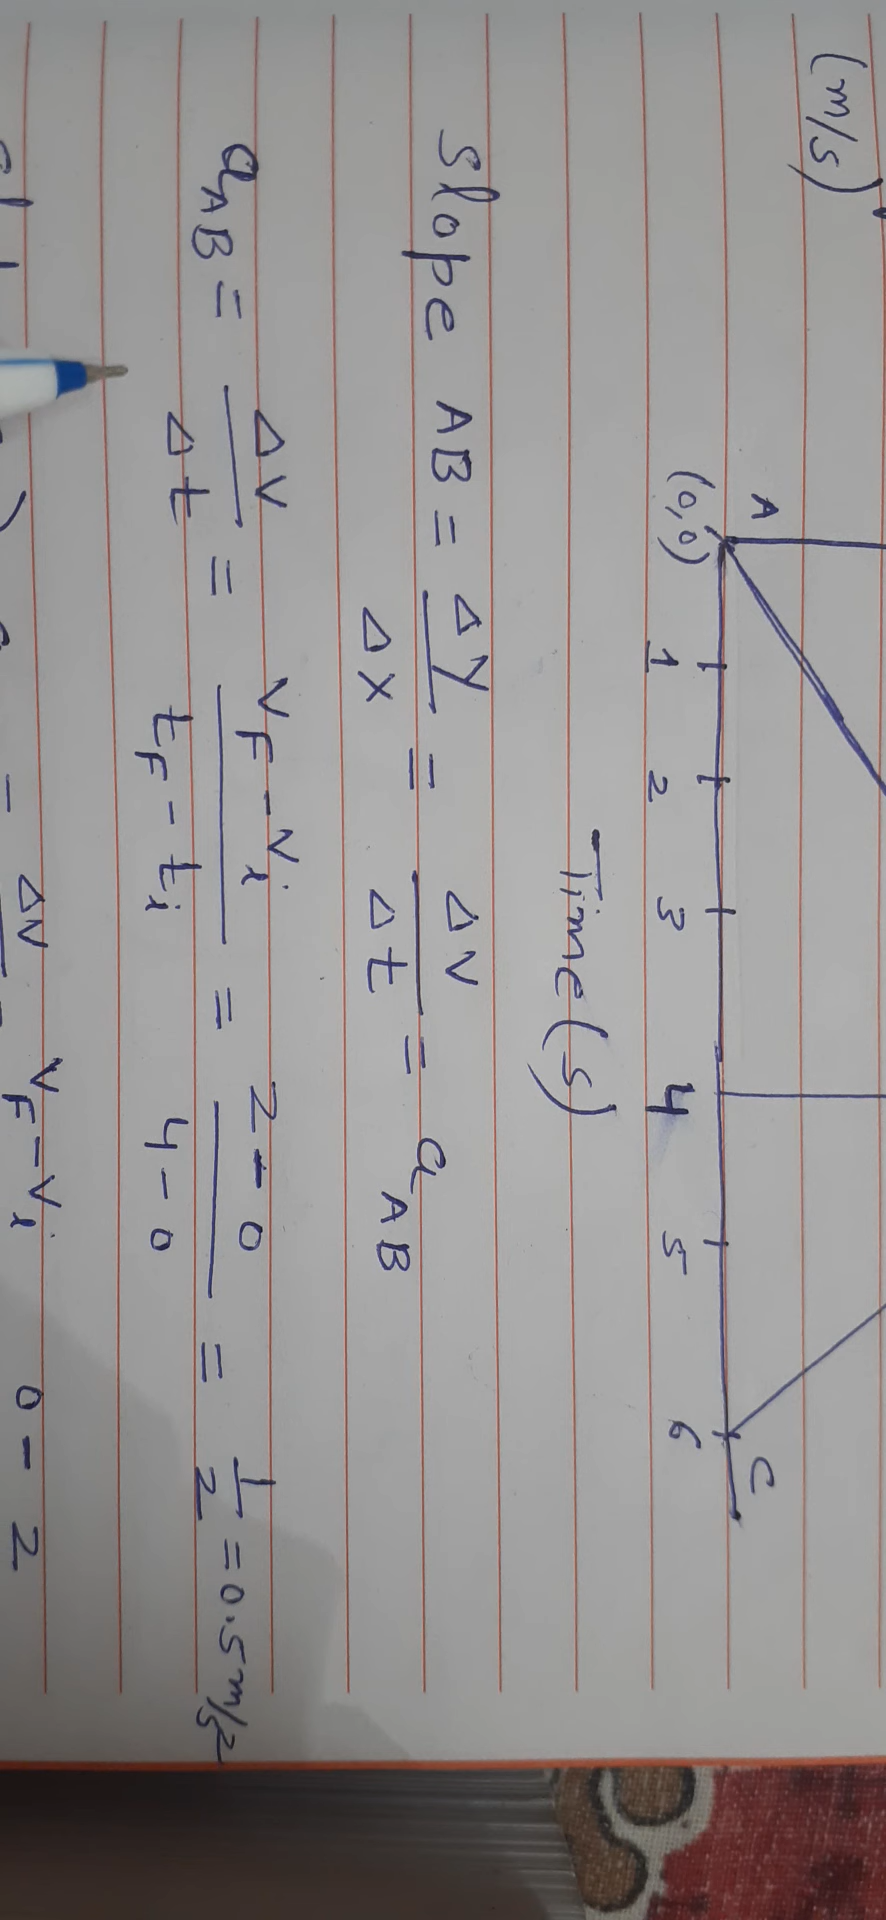 (m/s)
A
C
(0,0) 1 2 3 4 5 6
Time (s)
Slope AB = Δy/Δx = Δv/Δt = a_AB
a_AB = Δv/Δt = v_F - v_i/t_F - t_i = 2 - 0/4 - 0 = 1/2 = 0.5 m/s²
= Δv = v_F - v_i 0 - 2